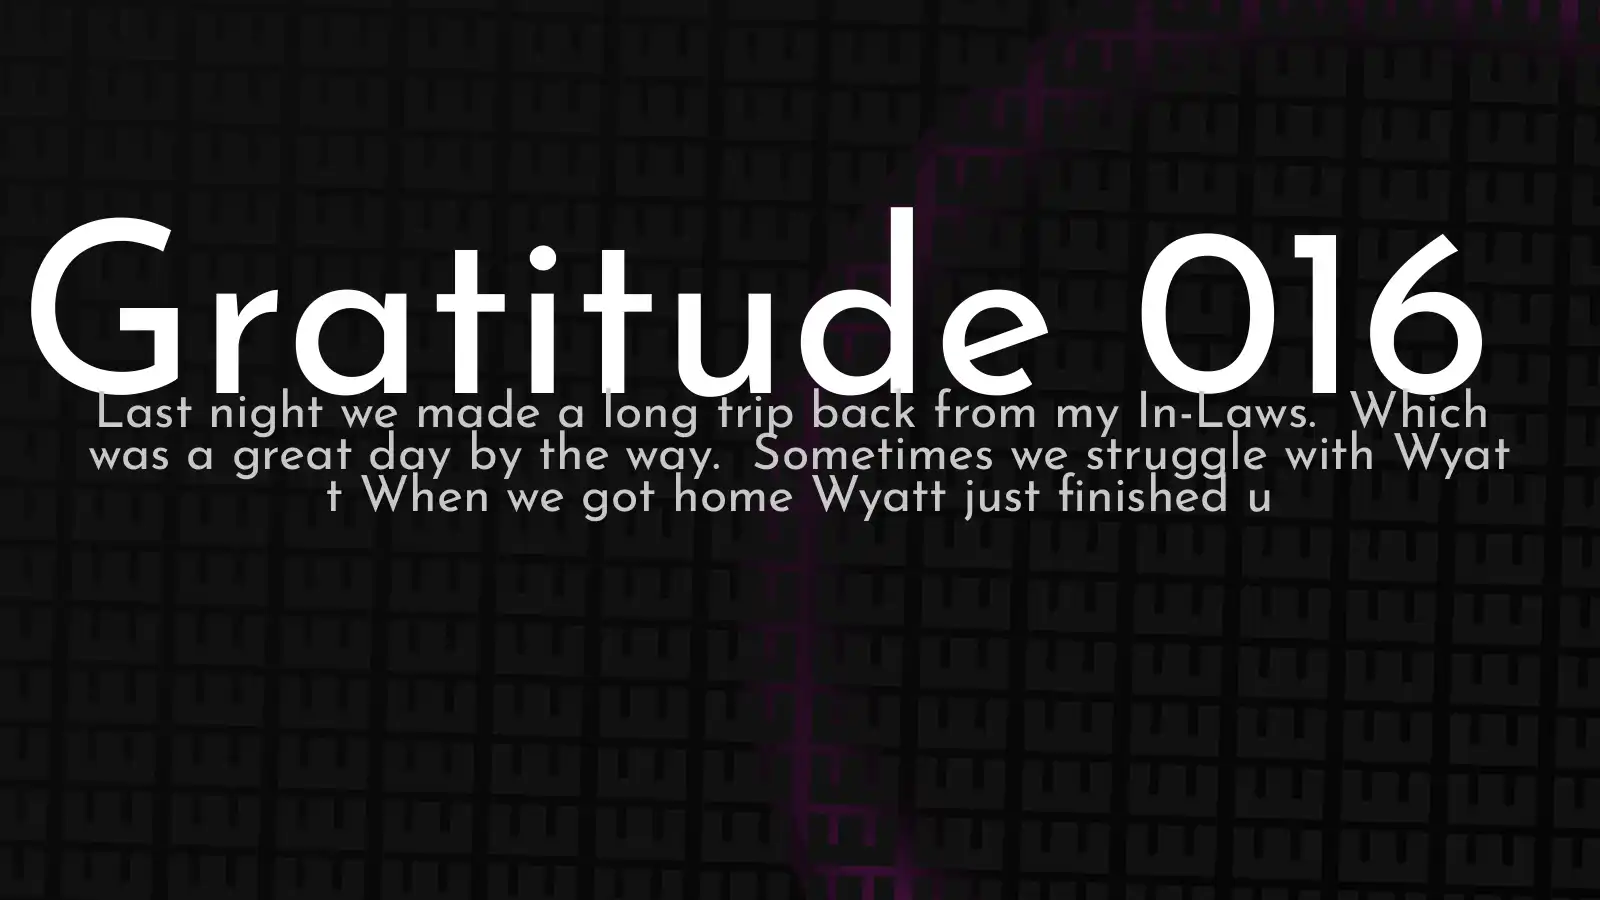 Gratitude 016
Last night we made a long trip back from my In-Laws.  Which
was a great day by the way.  Sometimes we struggle with Wyat
t When we got home Wyatt just finished u